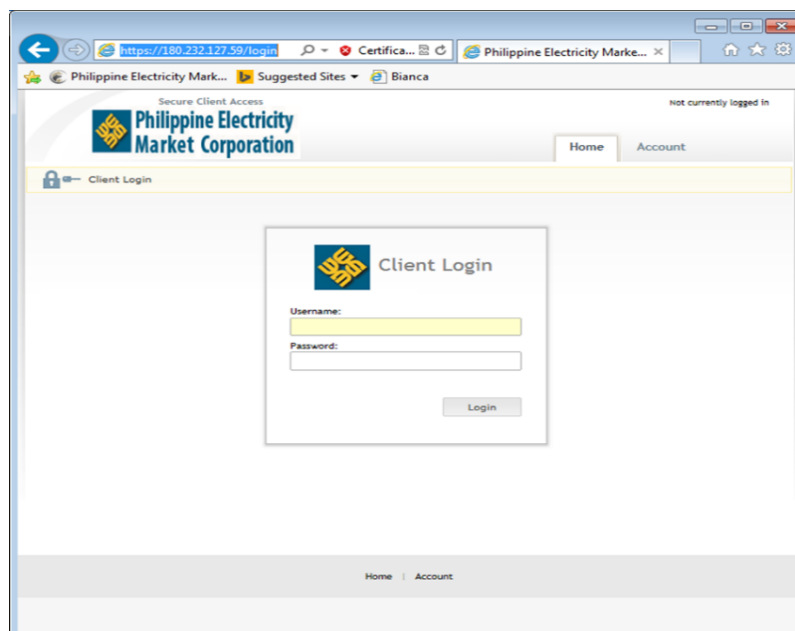 https://180.232.127.59/login
Certifica...
Philippine Electricity Marke...
Philippine Electricity Mark...
Suggested Sites
Bianca
Secure Client Access
Not currently logged in
Philippine Electricity
Market Corporation
Home
Account
Client Login
Client Login
Username:
Password:
Login
Home | Account